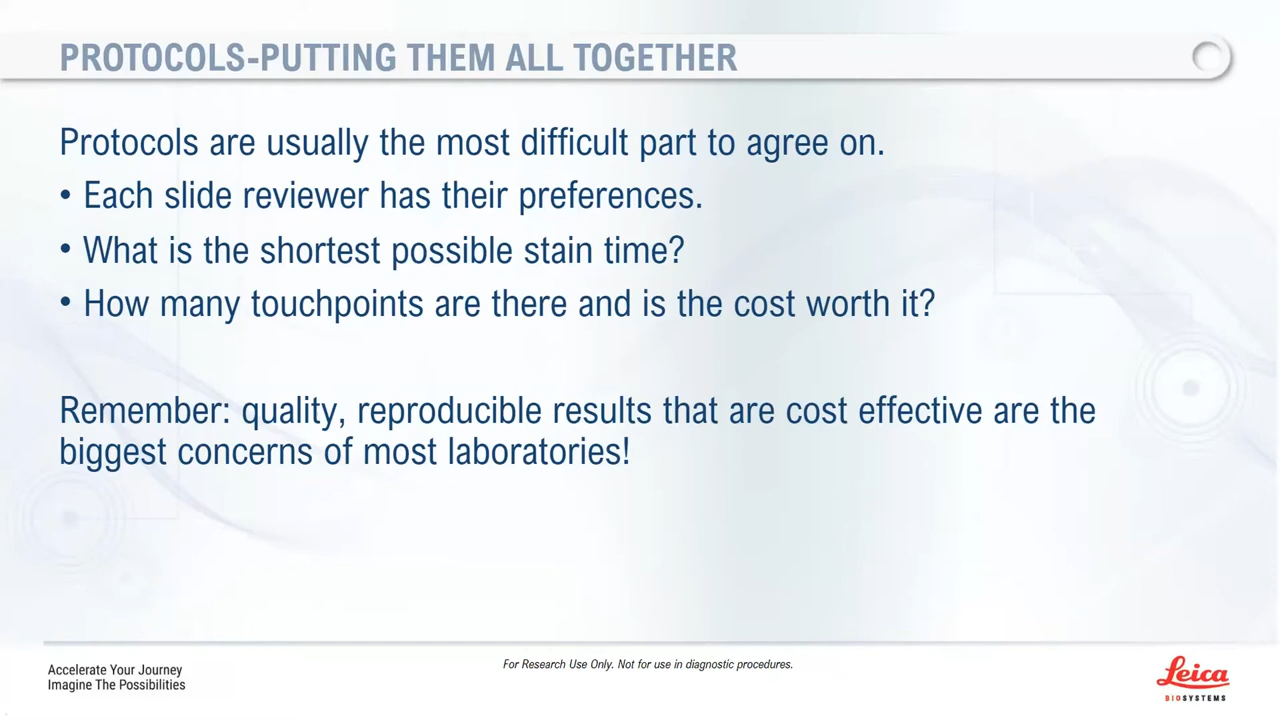 PROTOCOLS-PUTTING THEM ALL TOGETHER
Protocols are usually the most difficult part to agree on.
• Each slide reviewer has their preferences.
• What is the shortest possible stain time?
• How many touchpoints are there and is the cost worth it?
Remember: quality, reproducible results that are cost effective are the
biggest concerns of most laboratories!
Accelerate Your Journey
Imagine The Possibilities
For Research Use Only. Not for use in diagnostic procedures.
Leica
BIOSYSTEMS